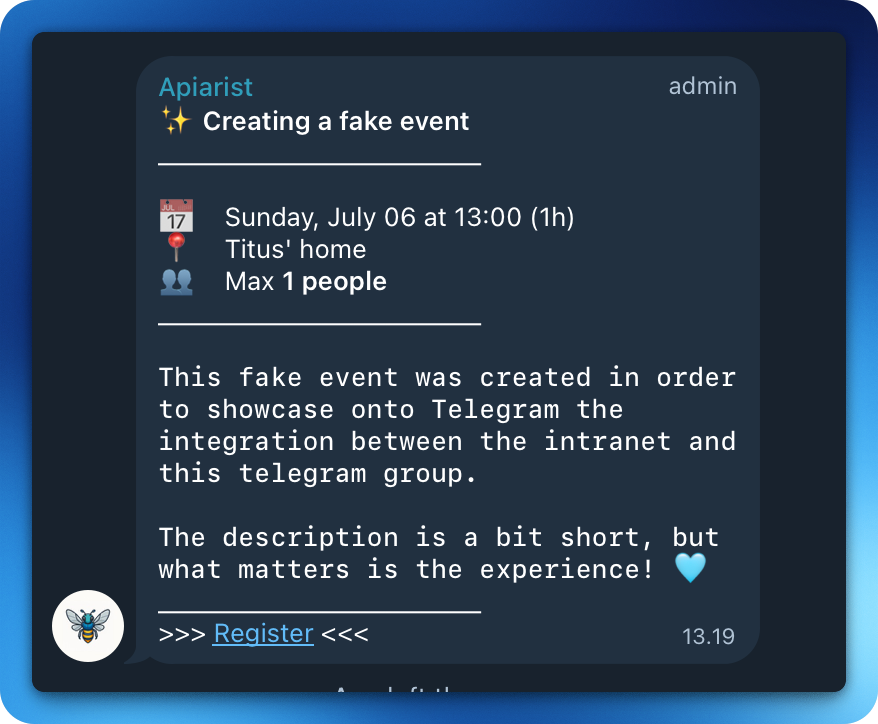 Apiarist admin
✨ Creating a fake event
JUL 17 Sunday, July 06 at 13:00 (1h)
📍 Titus' home
👥 Max 1 people
This fake event was created in order
to showcase onto Telegram the
integration between the intranet and
this telegram group.
The description is a bit short, but
what matters is the experience! 🩵
>>> Register <<< 13.19